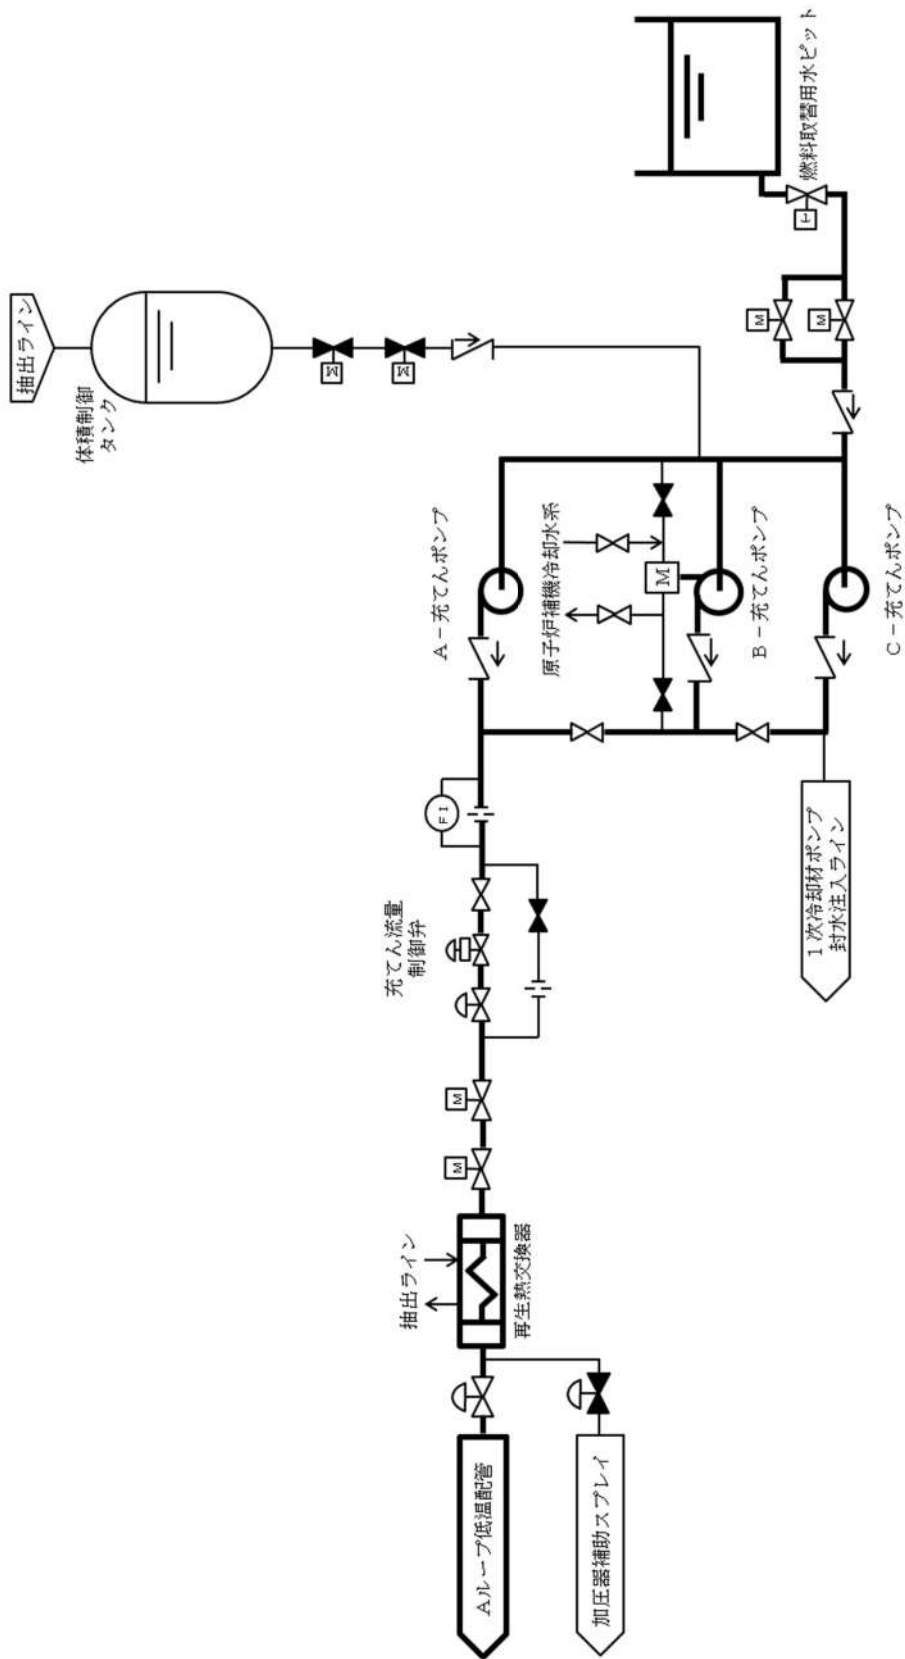 抽出ライン
体積制御
タンク
燃料取替用水ピット
L
M
M
M
M
A－充てんポンプ
原子炉補機冷却水系
M
B－充てんポンプ
C－充てんポンプ
FI
充てん流量
制御弁
1次冷却材ポンプ
封水注入ライン
M
M
抽出ライン
再生熱交換器
Aループ低温配管
加圧器補助スプレイ